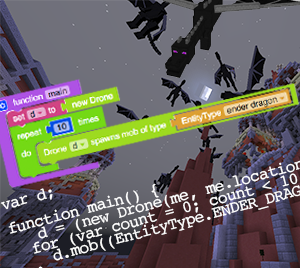 function main
set d to new Drone
repeat 10 times
do Drone d spawns mob of type EntityType ender dragon
var d;
function main() {
d = (new Drone(me, me.location
for (var count = 0; count < 10
d.mob((EntityType.ENDER_DRAG